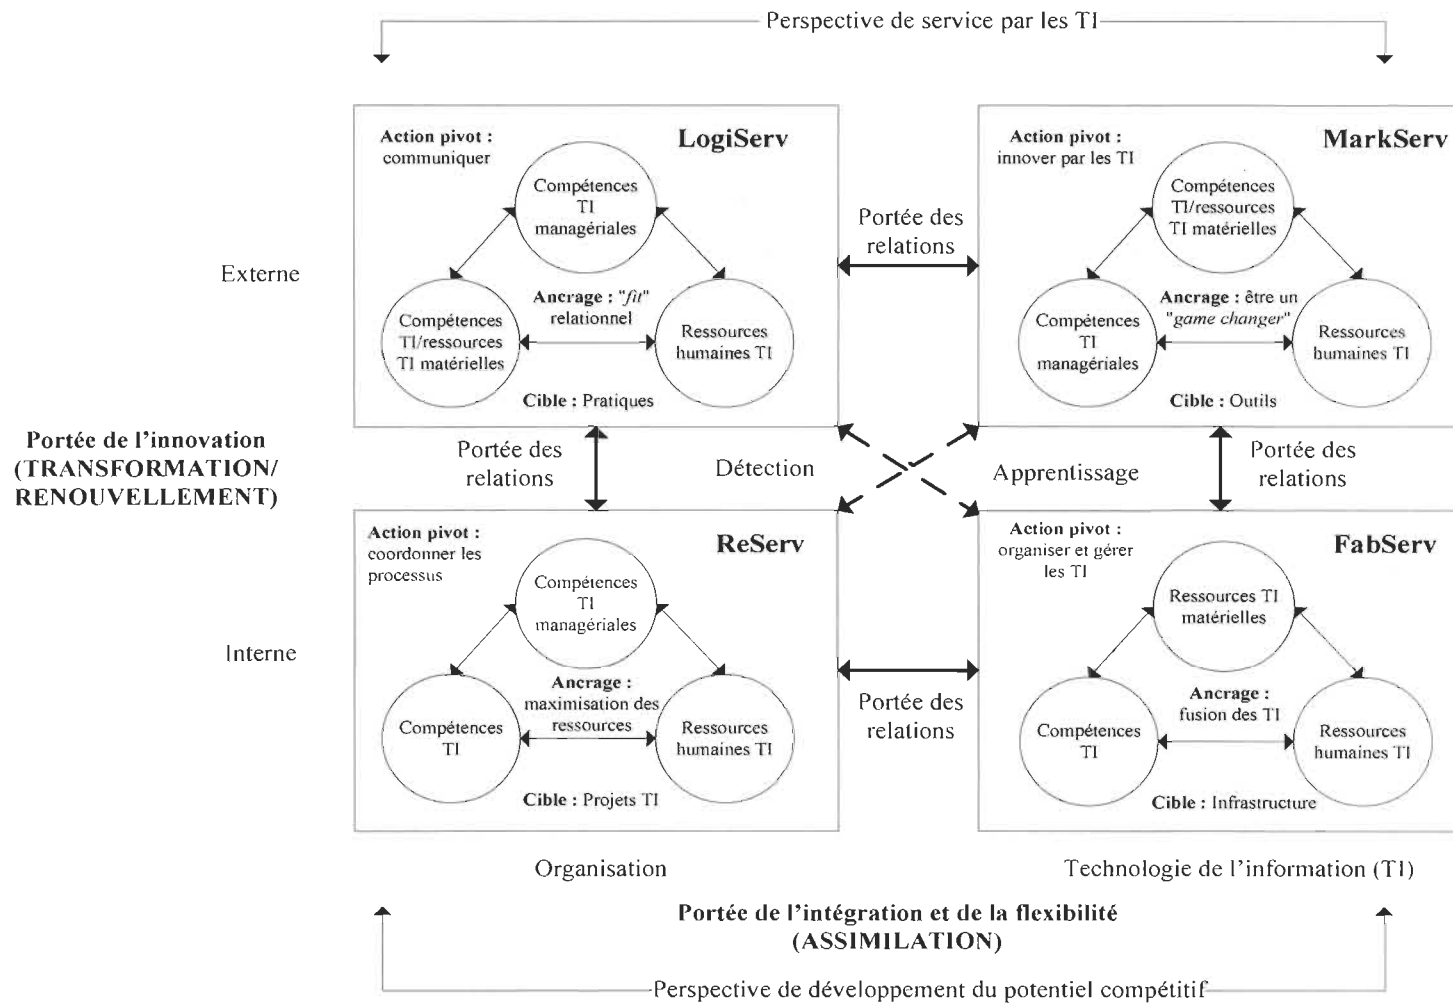 Perspective de service par les TI
Action pivot :
communiquer
LogiServ
Compétences
TI
managériales
Ancrage : "fit"
relationnel
Compétences
TI/ressources
TI matérielles
Ressources
humaines TI
Cible : Pratiques
Portée des
relations
Action pivot :
innover par les TI
MarkServ
Compétences
TI/ressources
TI matérielles
Ancrage : être un
"game changer"
Compétences
TI
managériales
Ressources
humaines TI
Cible : Outils
Externe
Portée de l'innovation
(TRANSFORMATION/
RENOUVELLEMENT)
Portée des
relations
Détection
Apprentissage
Portée des
relations
Interne
Action pivot :
coordonner les
processus
ReServ
Compétences
TI
managériales
Ancrage :
maximisation des
ressources
Compétences
TI
Ressources
humaines TI
Cible : Projets TI
Portée des
relations
Action pivot :
organiser et gérer
les TI
FabServ
Ressources TI
matérielles
Ancrage :
fusion des TI
Compétences
TI
Ressources
humaines TI
Cible : Infrastructure
Organisation
Technologie de l'information (TI)
Portée de l'intégration et de la flexibilité
(ASSIMILATION)
Perspective de développement du potentiel compétitif